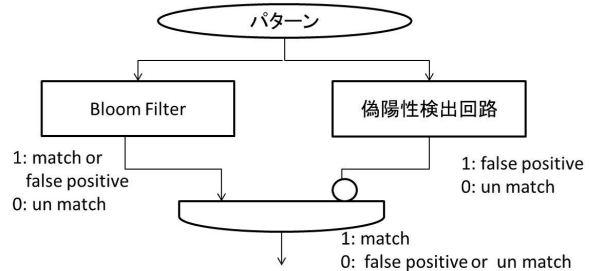 パターン
Bloom Filter
偽陽性検出回路
1: match or
false positive
0: un match
1: false positive
0: un match
1: match
0: false positive or un match